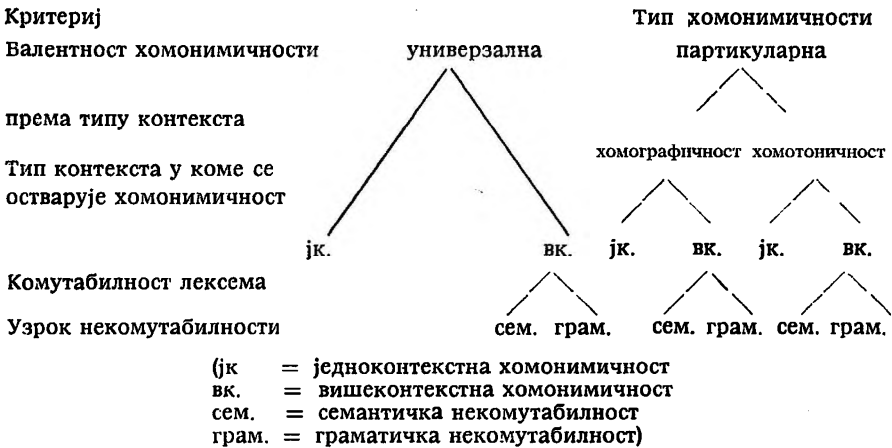 Критериј Тип хомонимичности
Валентност хомонимичности универзална партикуларна
према типу контекста
хомографичност хомотоничност
Тип контекста у коме се
остварује хомонимичност
јк. вк. јк. вк. јк. вк.
Комутабилност лексема
Узрок некомутабилности сем. грам. сем. грам. сем. грам.
(јк = једноконтекстна хомонимичност
вк. = вишеконтекстна хомонимичност
сем. = семантичка некомутабилност
грам. = граматичка некомутабилност)